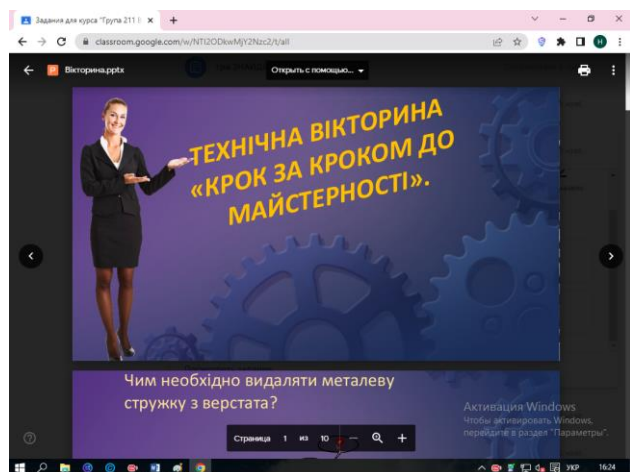 Задания для курса "Група 211 (
classroom.google.com/w/NTI2ODkwMjY2Nzc2/t/all
Вікторина.pptx
Открыть с помощью...
ТЕХНІЧНА ВІКТОРИНА
«КРОК ЗА КРОКОМ ДО
МАЙСТЕРНОСТІ».
Чим необхідно видаляти металеву
стружку з верстата?
Активация Windows
Чтобы активировать Windows,
перейдите в раздел "Параметры".
Страница 1 из 10
УКР
16:24